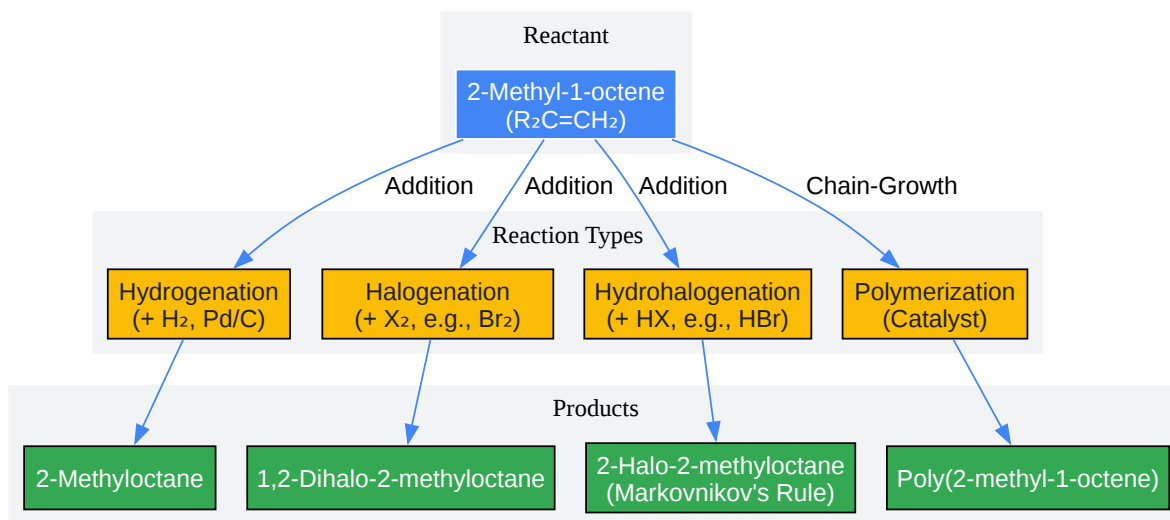 Reactant
2-Methyl-1-octene
(R₂C=CH₂)
Addition
Addition
Addition
Chain-Growth
Reaction Types
Hydrogenation
(+ H₂, Pd/C)
Halogenation
(+ X₂, e.g., Br₂)
Hydrohalogenation
(+ HX, e.g., HBr)
Polymerization
(Catalyst)
Products
2-Methyloctane
1,2-Dihalo-2-methyloctane
2-Halo-2-methyloctane
(Markovnikov's Rule)
Poly(2-methyl-1-octene)